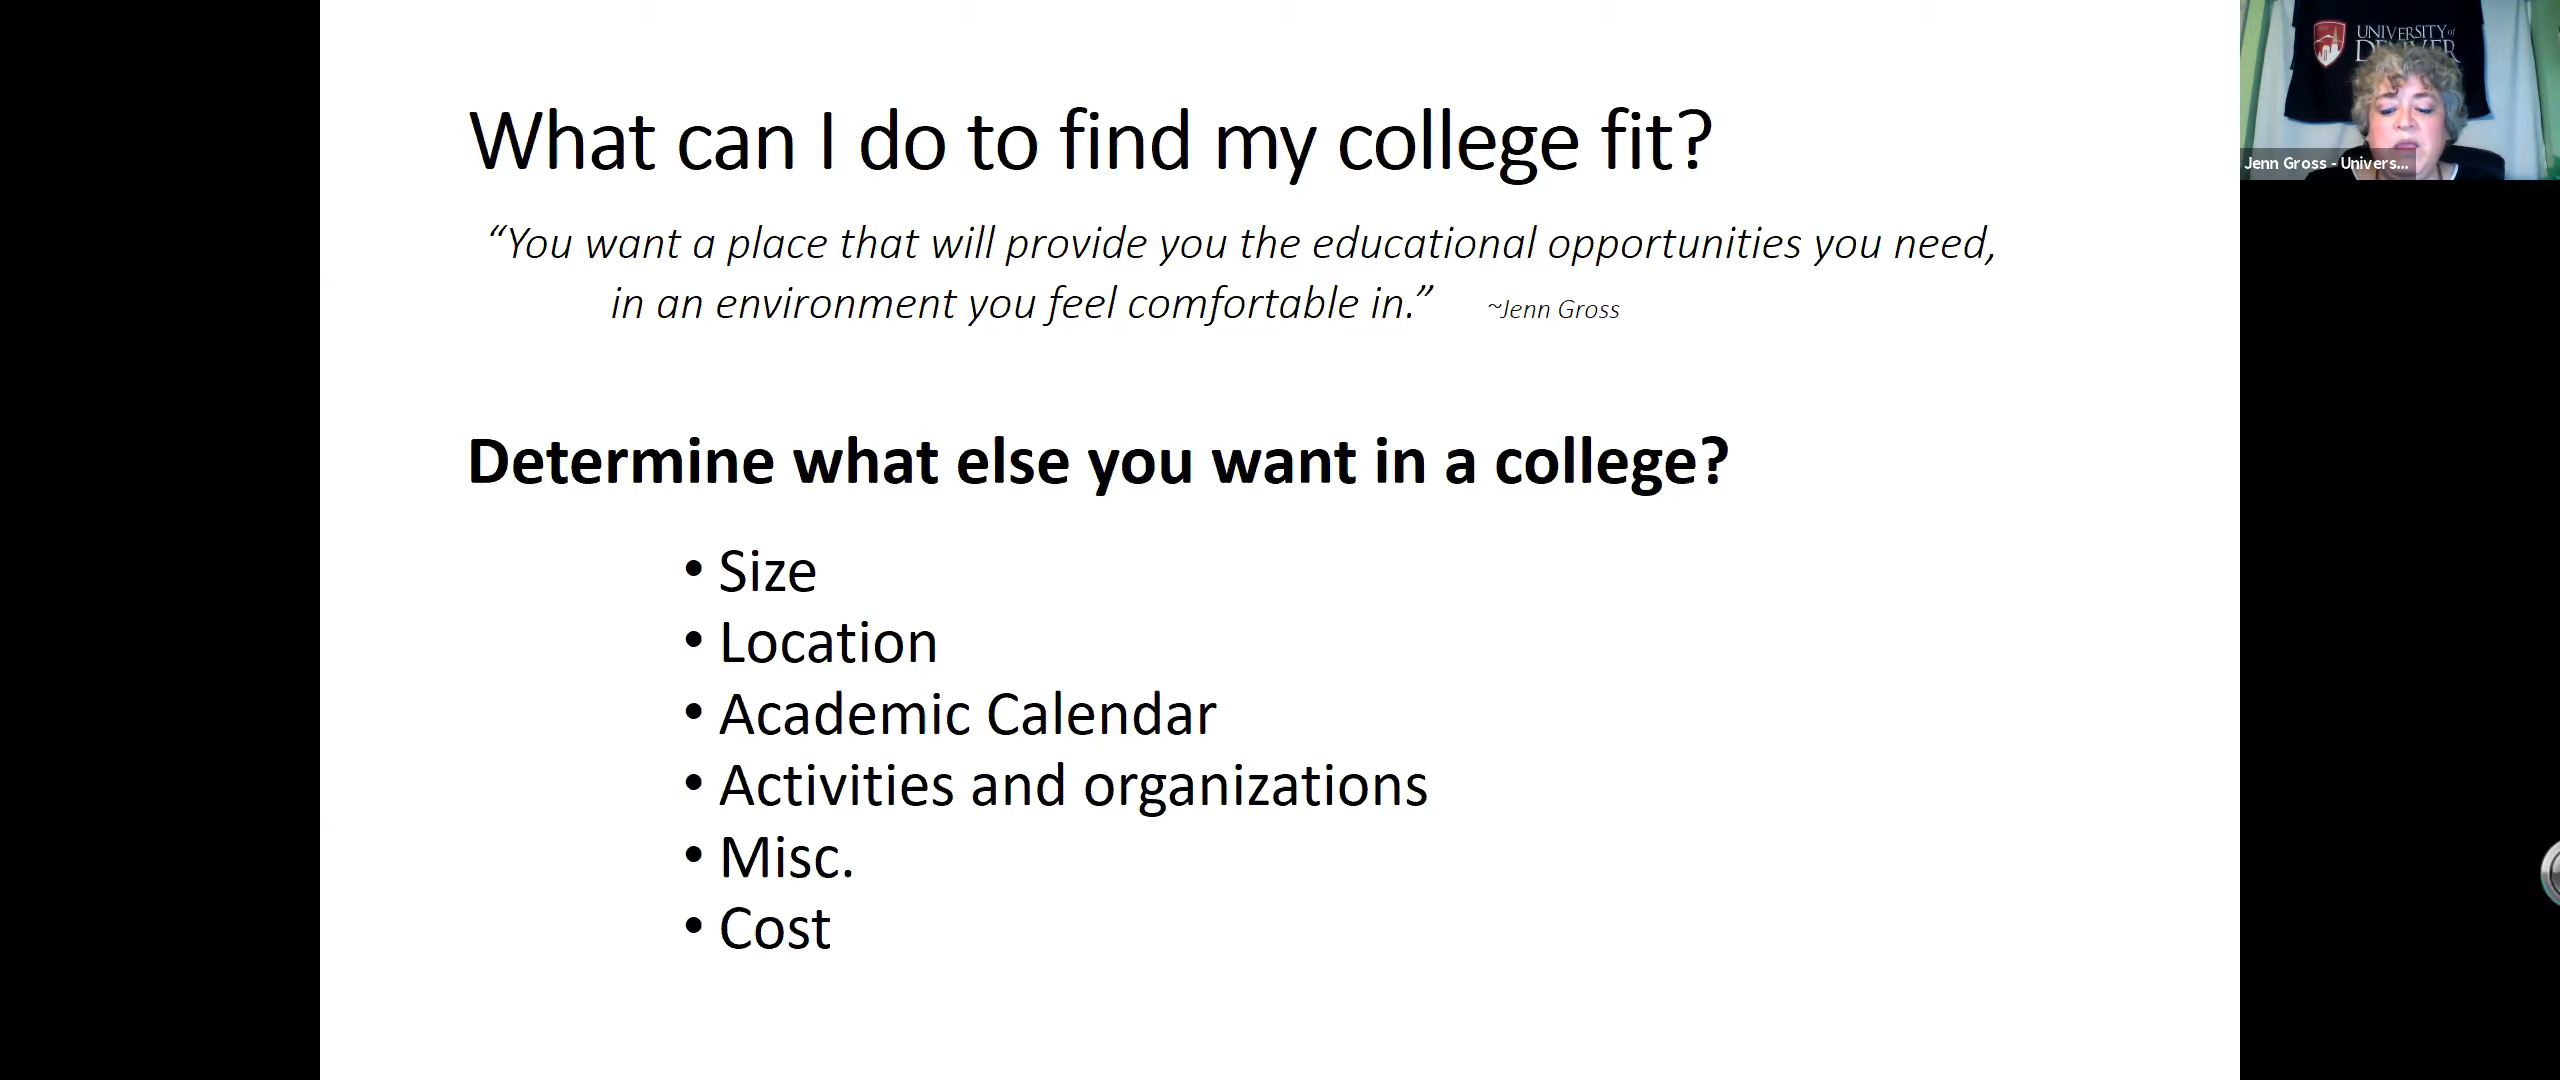 What can I do to find my college fit?
“You want a place that will provide you the educational opportunities you need,
in an environment you feel comfortable in.” ~Jenn Gross
Determine what else you want in a college?
• Size
• Location
• Academic Calendar
• Activities and organizations
• Misc.
• Cost
UNIVERSITY of
DENVER
Jenn Gross - Univers...